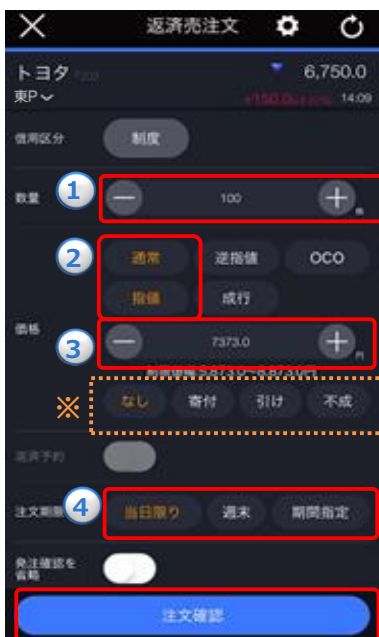 返済売注文
トヨタ
6,750.0
東P
14:09
信用区分
制度
数量
1
100
2
通常
逆指値
OCO
指値
成行
価格
3
7373.0
円
※
なし
寄付
引け
不成
返済予約
注文期限
4
当日限り
週末
期間指定
発注確認を
省略
注文確認